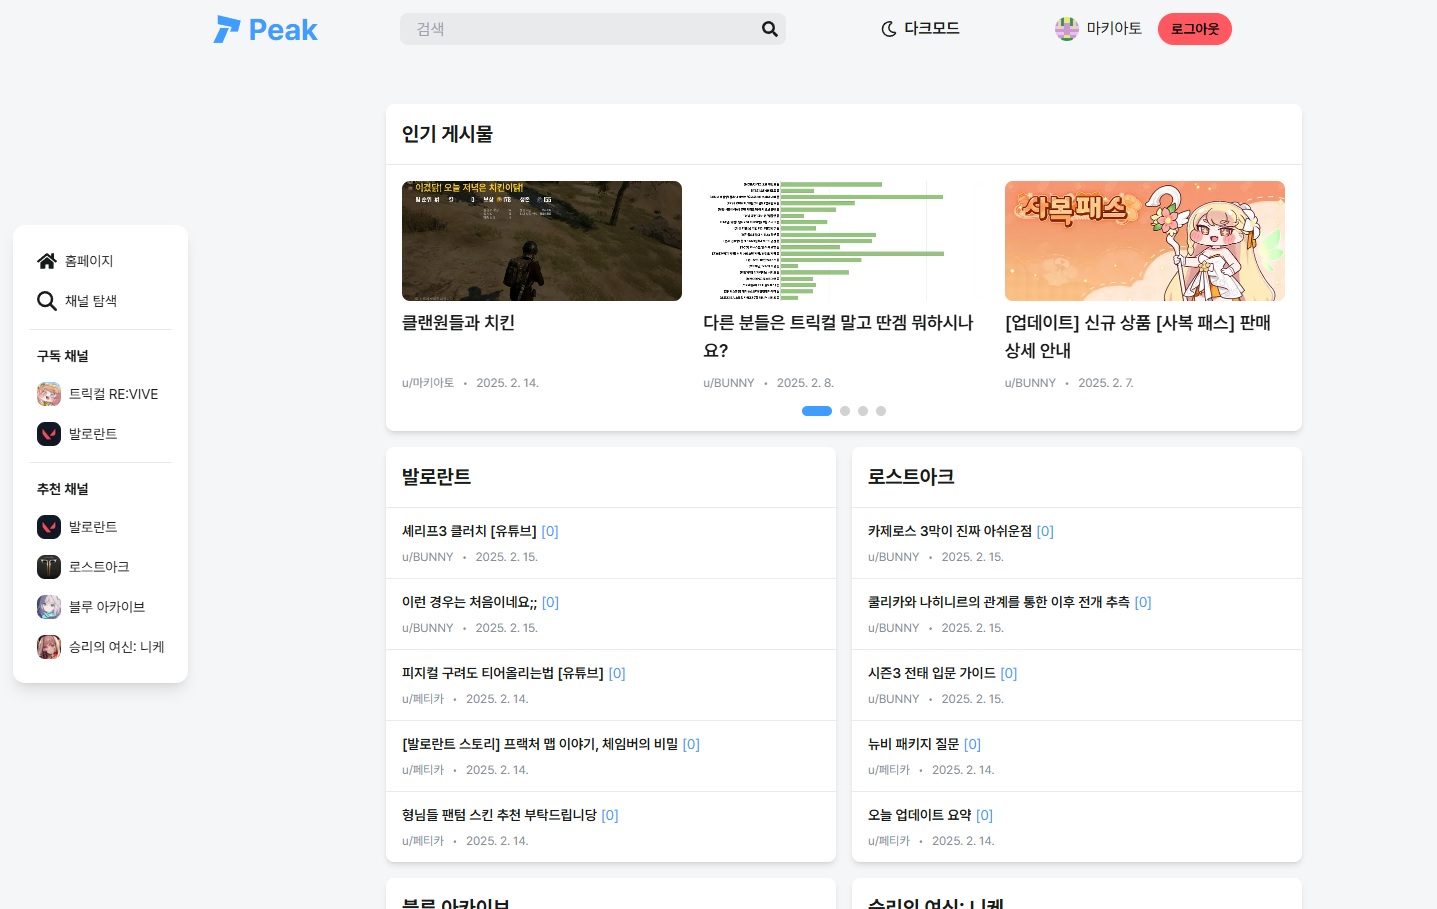 Peak
검색
다크모드
마키아토
로그아웃
홈페이지
채널 탐색
구독 채널
트릭컬 RE:VIVE
발로란트
추천 채널
발로란트
로스트아크
블루 아카이브
승리의 여신: 니케
인기 게시물
이겼닭! 오늘 저녁은 치킨이닭!
사복패스
클랜원들과 치킨
u/마키아토 • 2025. 2. 14.
다른 분들은 트릭컬 말고 딴겜 뭐하시나
요?
u/BUNNY • 2025. 2. 8.
[업데이트] 신규 상품 [사복 패스] 판매
상세 안내
u/BUNNY • 2025. 2. 7.
발로란트
셰리프3 클러치 [유튜브] [0]
u/BUNNY • 2025. 2. 15.
이런 경우는 처음이네요;; [0]
u/BUNNY • 2025. 2. 15.
피지컬 구려도 티어올리는법 [유튜브] [0]
u/페티카 • 2025. 2. 14.
[발로란트 스토리] 프랙처 맵 이야기, 체임버의 비밀 [0]
u/페티카 • 2025. 2. 14.
형님들 팬텀 스킨 추천 부탁드립니당 [0]
u/페티카 • 2025. 2. 14.
로스트아크
카제로스 3막이 진짜 아쉬운점 [0]
u/BUNNY • 2025. 2. 15.
쿨리카와 나히니르의 관계를 통한 이후 전개 추측 [0]
u/BUNNY • 2025. 2. 15.
시즌3 전태 입문 가이드 [0]
u/BUNNY • 2025. 2. 15.
뉴비 패키지 질문 [0]
u/페티카 • 2025. 2. 14.
오늘 업데이트 요약 [0]
u/페티카 • 2025. 2. 14.
블루 아카이브
승리의 여신: 니케